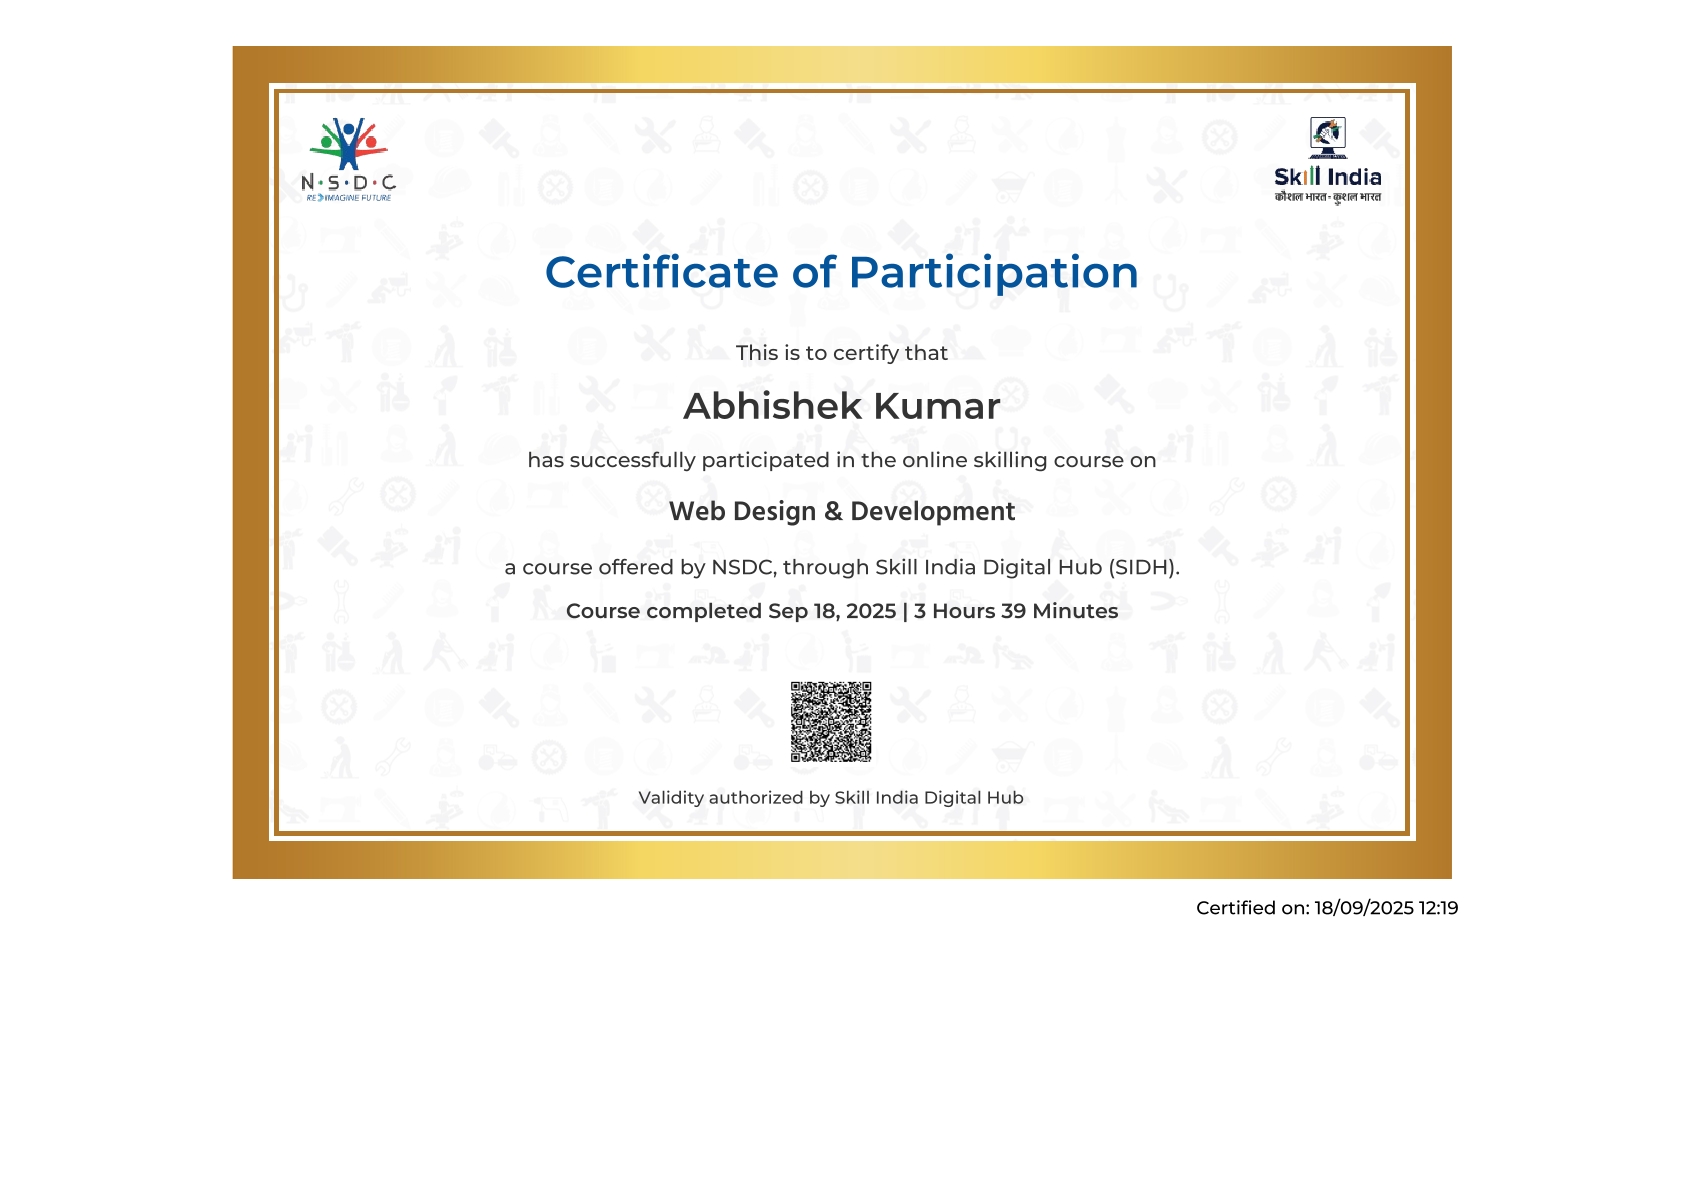 N·S·D·C
RE IMAGINE FUTURE
Skill India
कौशल भारत - कुशल भारत
Certificate of Participation
This is to certify that
Abhishek Kumar
has successfully participated in the online skilling course on
Web Design & Development
a course offered by NSDC, through Skill India Digital Hub (SIDH).
Course completed Sep 18, 2025 | 3 Hours 39 Minutes
Validity authorized by Skill India Digital Hub
Certified on: 18/09/2025 12:19